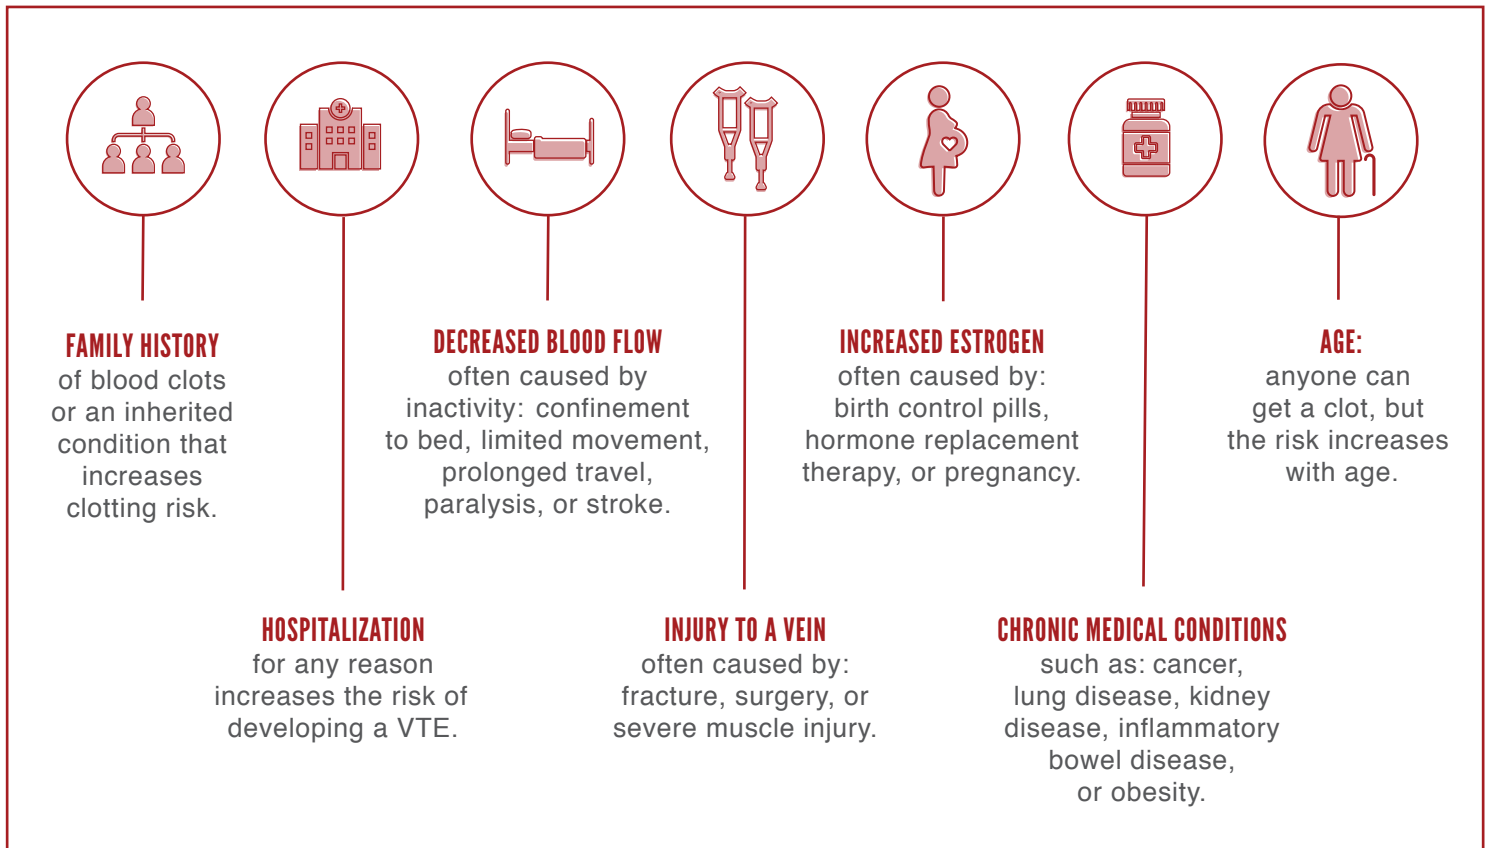 FAMILY HISTORY
of blood clots
or an inherited
condition that
increases
clotting risk.
HOSPITALIZATION
for any reason
increases the risk of
developing a VTE.
DECREASED BLOOD FLOW
often caused by
inactivity: confinement
to bed, limited movement,
prolonged travel,
paralysis, or stroke.
INJURY TO A VEIN
often caused by:
fracture, surgery, or
severe muscle injury.
INCREASED ESTROGEN
often caused by:
birth control pills,
hormone replacement
therapy, or pregnancy.
CHRONIC MEDICAL CONDITIONS
such as: cancer,
lung disease, kidney
disease, inflammatory
bowel disease,
or obesity.
AGE:
anyone can
get a clot, but
the risk increases
with age.